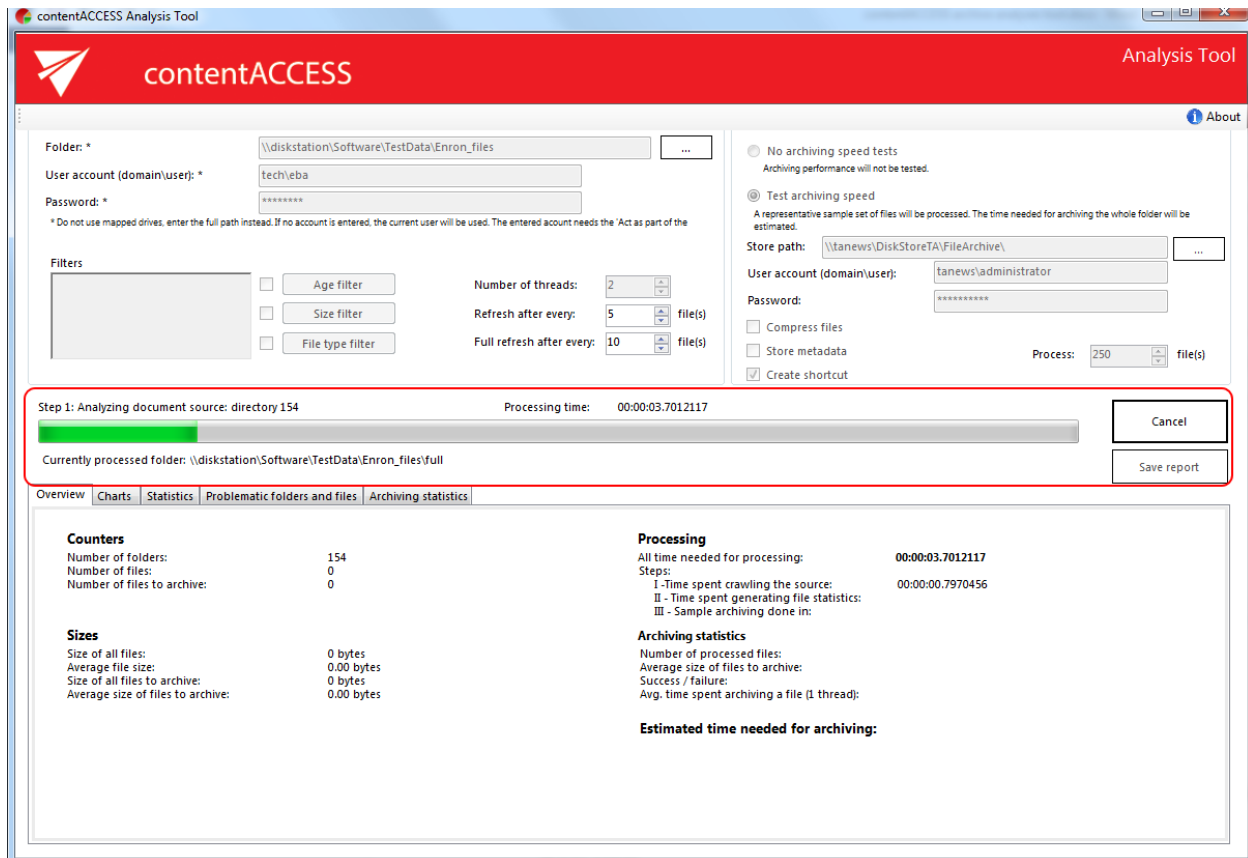 contentACCESS Analysis Tool
contentACCESS
Analysis Tool
About
Folder: *
\\diskstation\Software\TestData\Enron_files
...
User account (domain\user): *
tech\eba
Password: *
********
* Do not use mapped drives, enter the full path instead. If no account is entered, the current user will be used. The entered acount needs the 'Act as part of the
Filters
Age filter
Size filter
File type filter
Number of threads:
2
Refresh after every:
5
file(s)
Full refresh after every:
10
file(s)
No archiving speed tests
Archiving performance will not be tested.
Test archiving speed
A representative sample set of files will be processed. The time needed for archiving the whole folder will be
estimated.
Store path:
\\tanews\DiskStoreTA\FileArchive\
...
User account (domain\user):
tanews\administrator
Password:
**********
Compress files
Store metadata
Process:
250
file(s)
Create shortcut
Step 1: Analyzing document source: directory 154
Processing time:
00:00:03.7012117
Cancel
Currently processed folder: \\diskstation\Software\TestData\Enron_files\full
Save report
Overview
Charts
Statistics
Problematic folders and files
Archiving statistics
Counters
Number of folders: 154
Number of files: 0
Number of files to archive: 0
Sizes
Size of all files: 0 bytes
Average file size: 0.00 bytes
Size of all files to archive: 0 bytes
Average size of files to archive: 0.00 bytes
Processing
All time needed for processing: 00:00:03.7012117
Steps:
I -Time spent crawling the source: 00:00:00.7970456
II - Time spent generating file statistics:
III - Sample archiving done in:
Archiving statistics
Number of processed files:
Average size of files to archive:
Success / failure:
Avg. time spent archiving a file (1 thread):
Estimated time needed for archiving: